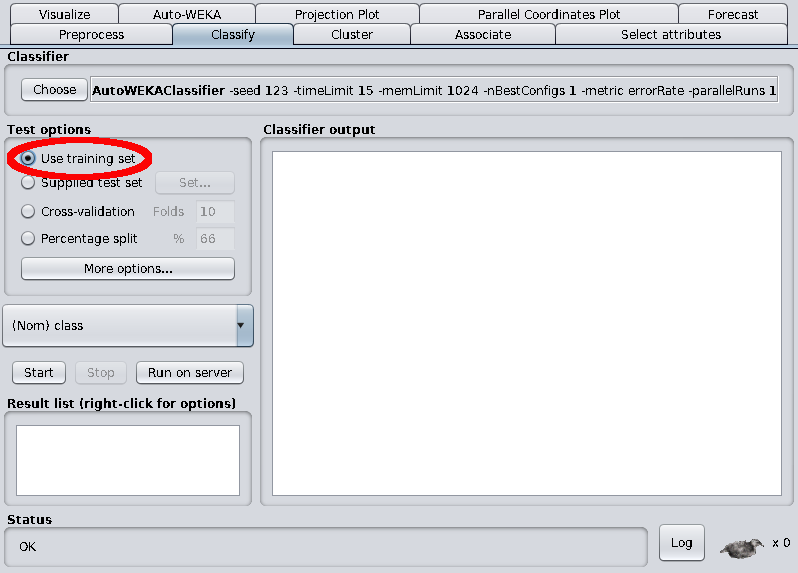 Visualize Auto-WEKA Projection Plot Parallel Coordinates Plot Forecast
Preprocess Classify Cluster Associate Select attributes
Classifier
Choose AutoWEKAClassifier -seed 123 -timeLimit 15 -memLimit 1024 -nBestConfigs 1 -metric errorRate -parallelRuns 1
Test options
Use training set
Supplied test set Set...
Cross-validation Folds 10
Percentage split % 66
More options...
(Nom) class
Start Stop Run on server
Result list (right-click for options)
Classifier output
Status
OK
Log x 0